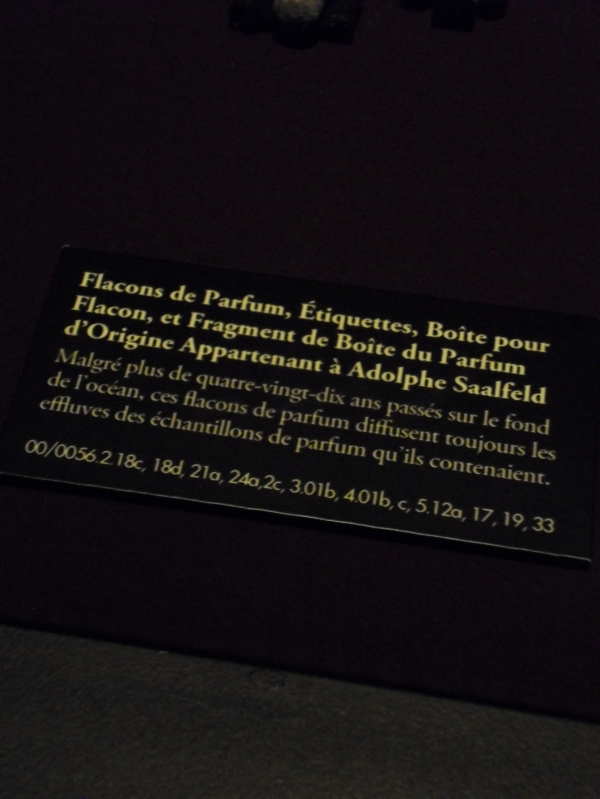 Flacons de Parfum, Étiquettes, Boîte pour
Flacon, et Fragment de Boîte du Parfum
d'Origine Appartenant à Adolphe Saalfeld
Malgré plus de quatre-vingt-dix ans passés sur le fond
de l'océan, ces flacons de parfum diffusent toujours les
effluves des échantillons de parfum qu'ils contenaient.
00/0056.2.18c, 18d, 21a, 24a,2c, 3.01b, 4.01b, c, 5.12a, 17, 19, 33